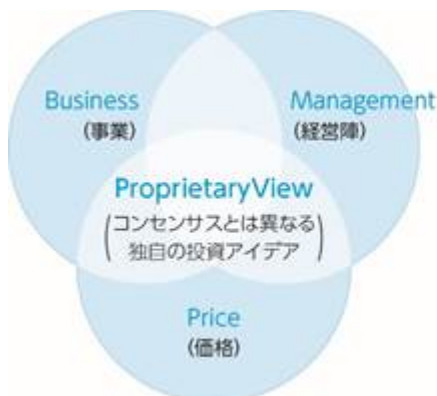 Business
(事業)
Management
(経営陣)
ProprietaryView
(コンセンサスとは異なる
独自の投資アイデア)
Price
(価格)